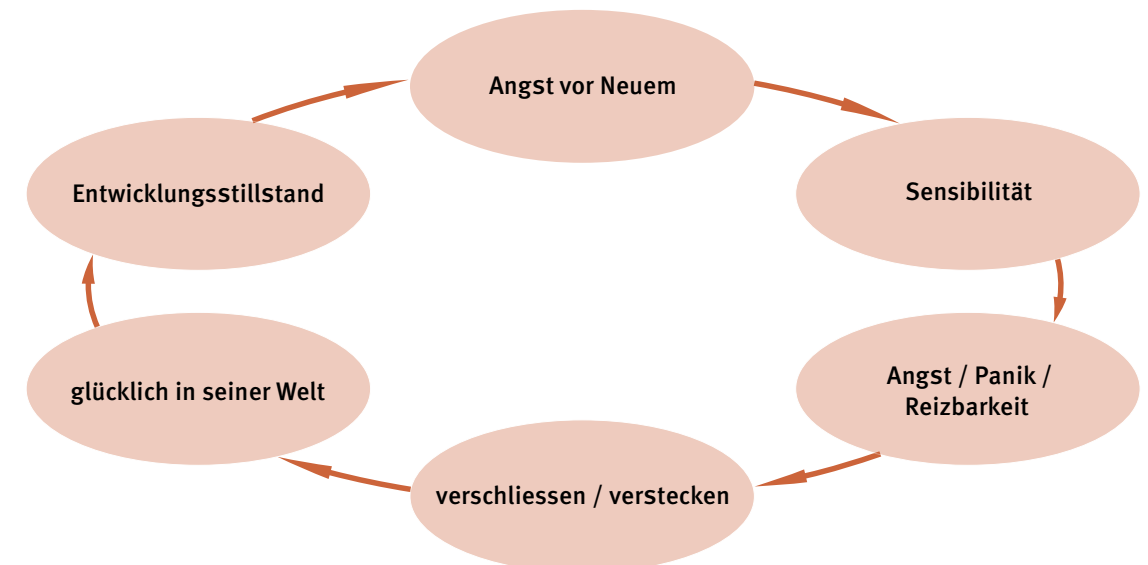 Angst vor Neuem
Sensibilität
Angst / Panik /
Reizbarkeit
verschliessen / verstecken
glücklich in seiner Welt
Entwicklungsstillstand